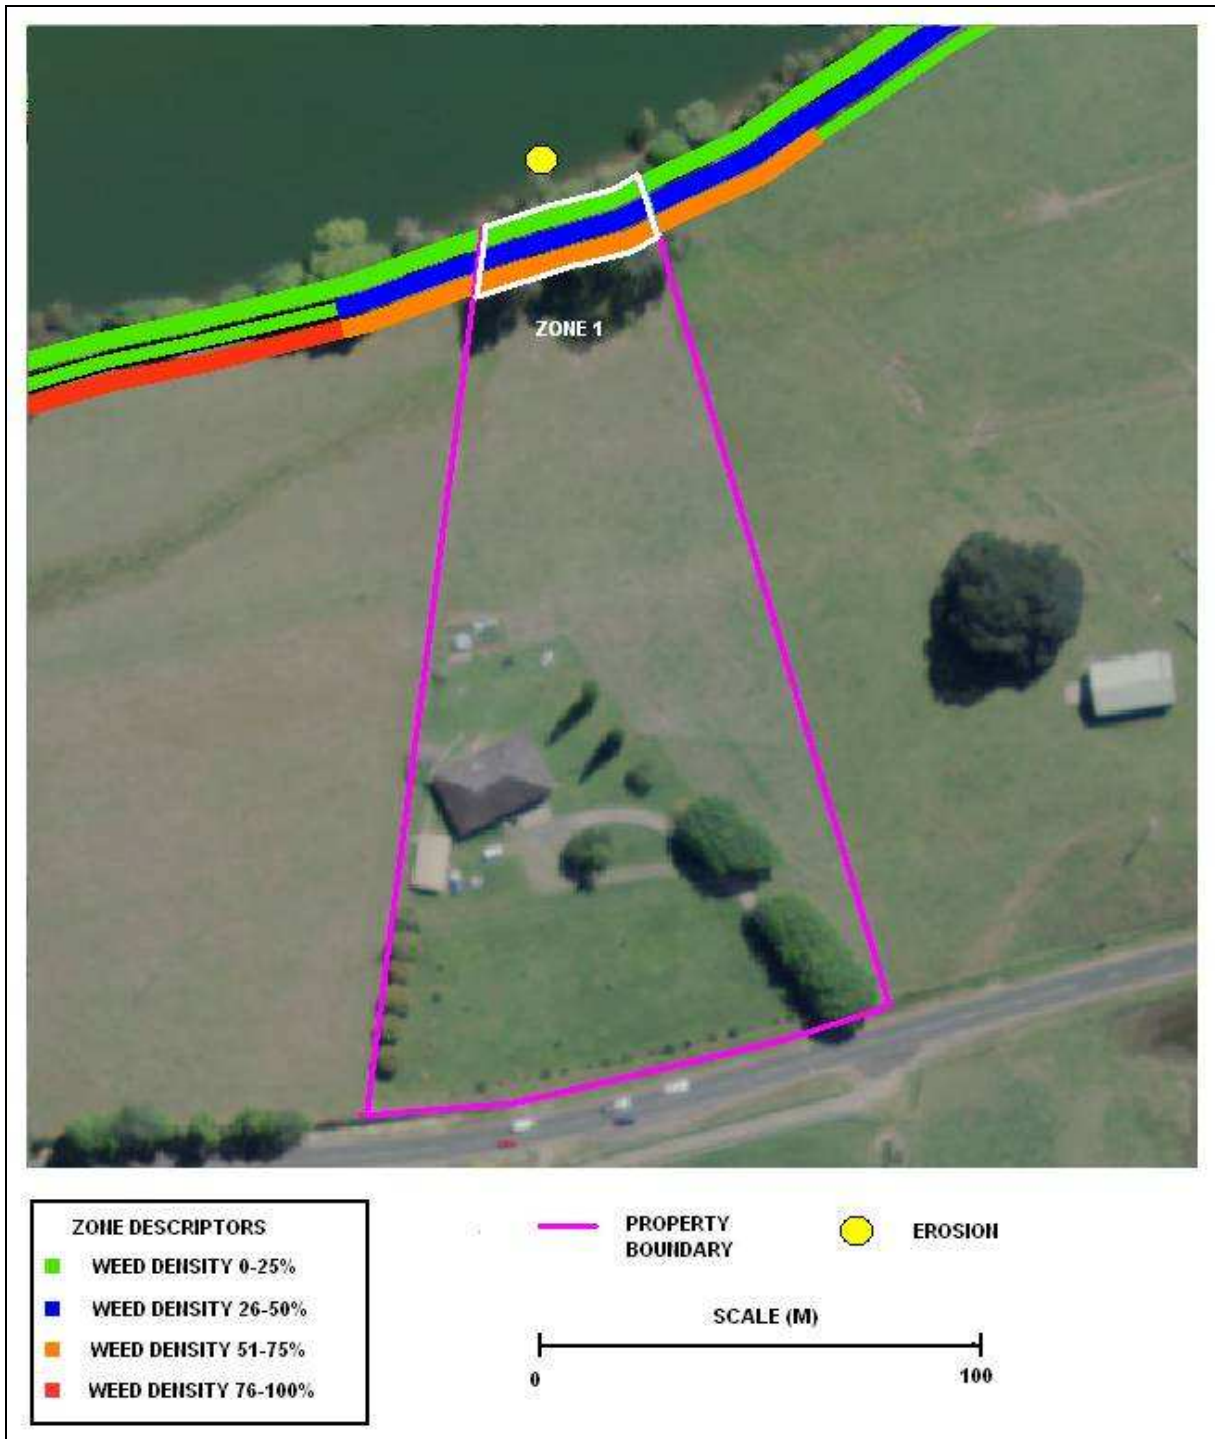 ZONE 1
ZONE DESCRIPTORS
WEED DENSITY 0-25%
WEED DENSITY 26-50%
WEED DENSITY 51-75%
WEED DENSITY 76-100%
PROPERTY
BOUNDARY
EROSION
SCALE (M)
0
100